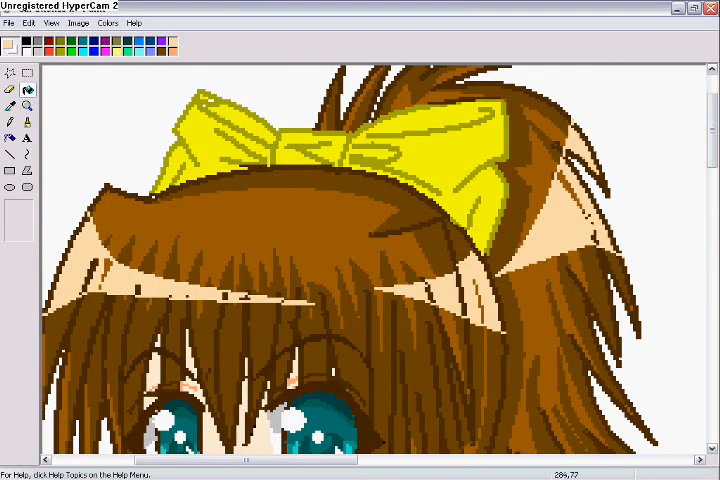 Unregistered HyperCam 2
File Edit View Image Colors Help
For Help, click Help Topics on the Help Menu.
284,77